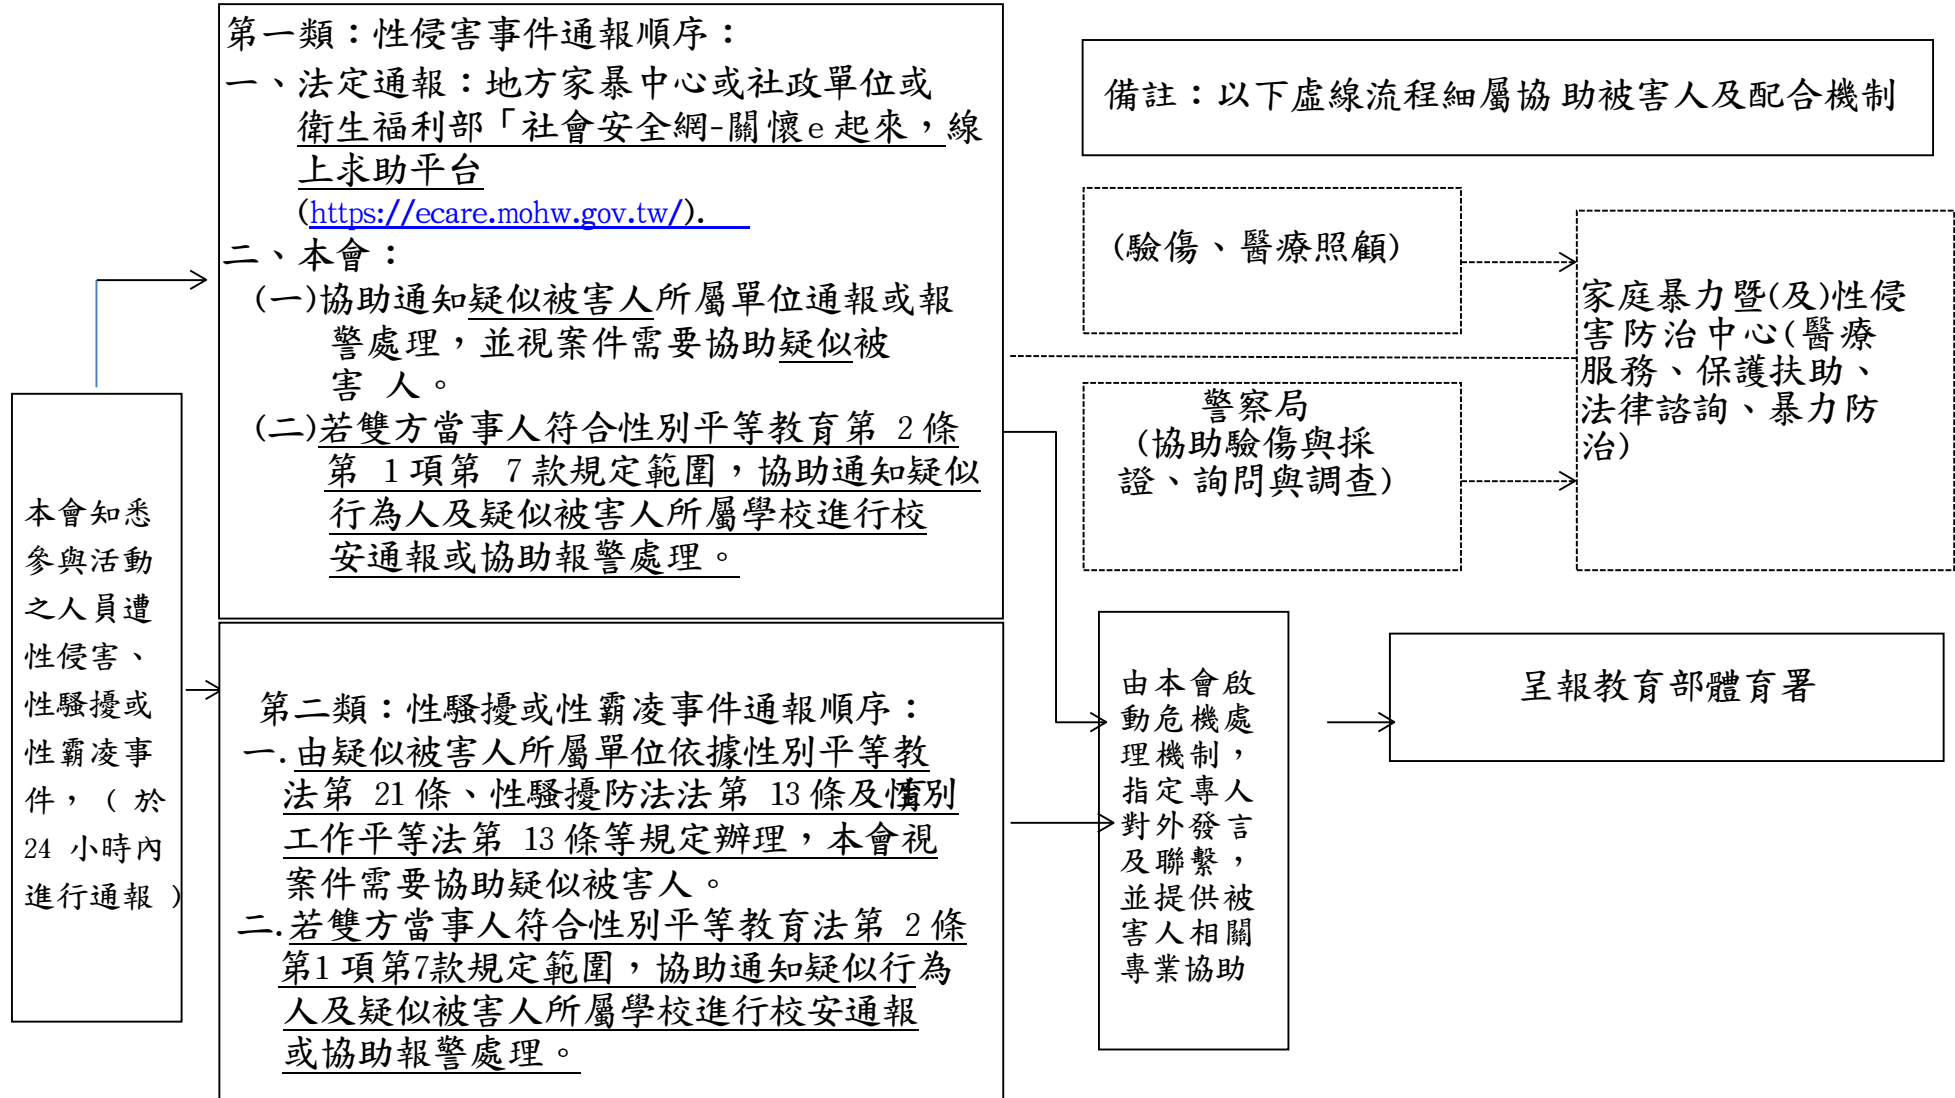 第一類：性侵害事件通報順序：
一、法定通報：地方家暴中心或社政單位或
衛生福利部「社會安全網-關懷e起來，線
上求助平台
(https://ecare.mohw.gov.tw/).
二、本會：
(一)協助通知疑似被害人所屬單位通報或報
警處理，並視案件需要協助疑似被
害 人。
(二)若雙方當事人符合性別平等教育第 2條
第 1項第 7款規定範圍，協助通知疑似
行為人及疑似被害人所屬學校進行校
安通報或協助報警處理。
備註：以下虛線流程細屬協 助被害人及配合機制
(驗傷、醫療照顧)
家庭暴力暨(及)性侵
害防治中心(醫療
服務、保護扶助、
法律諮詢、暴力防
治)
警察局
(協助驗傷與採
證、詢問與調查)
本會知悉
參與活動
之人員遭
性侵害、
性騷擾或
性霸凌事
件，（ 於
24 小時內
進行通報 ）
第二類：性騷擾或性霸凌事件通報順序：
一.由疑似被害人所屬單位依據性別平等教
育
法第 21條、性騷擾防法法第 13條及性別
工作平等法第 13條等規定辦理，本會視
案件需要協助疑似被害人。
二.若雙方當事人符合性別平等教育法第 2條
第1項第7款規定範圍，協助通知疑似行為
人及疑似被害人所屬學校進行校安通報
或協助報警處理。
由本會啟
動危機處
理機制，
指定專人
對外發言
及聯繫，
並提供被
害人相關
專業協助
呈報教育部體育署